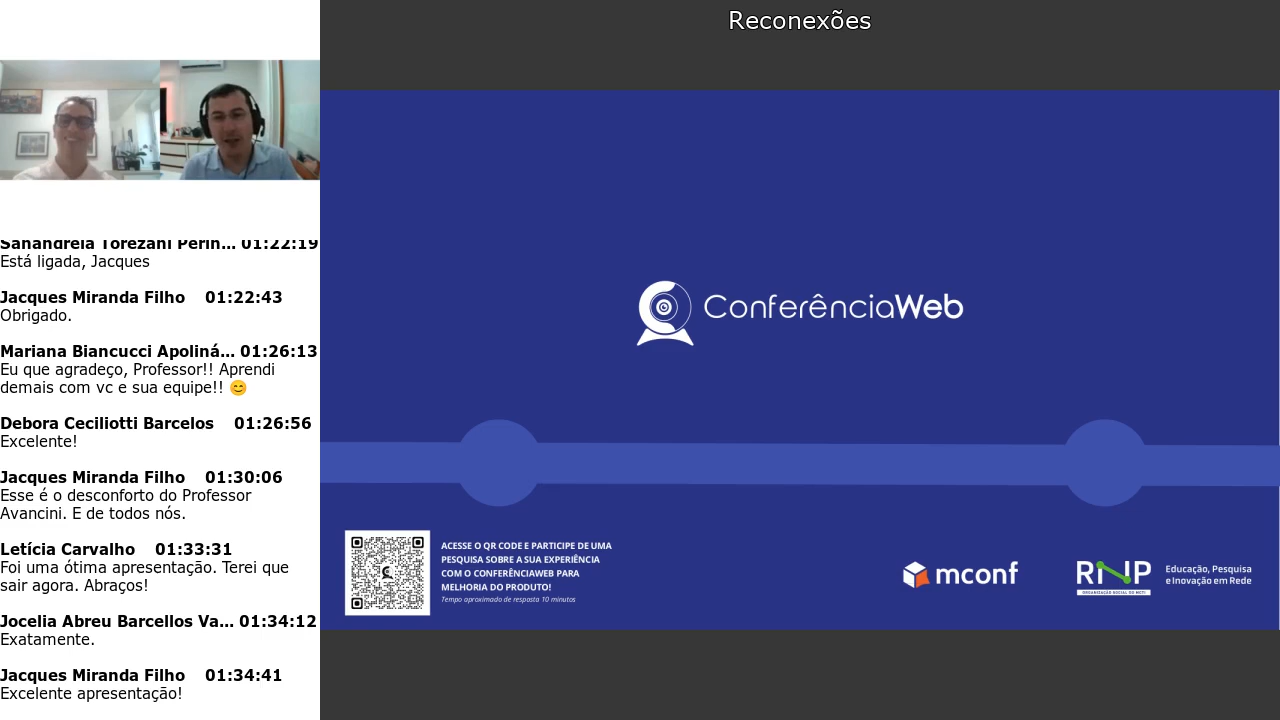 Reconexões
Sanandreia Torezani Perin... 01:22:19
Está ligada, Jacques
Jacques Miranda Filho 01:22:43
Obrigado.
Mariana Biancucci Apoliná... 01:26:13
Eu que agradeço, Professor!! Aprendi
demais com vc e sua equipe!! 😊
Debora Ceciliotti Barcelos 01:26:56
Excelente!
Jacques Miranda Filho 01:30:06
Esse é o desconforto do Professor
Avancini. E de todos nós.
Letícia Carvalho 01:33:31
Foi uma ótima apresentação. Terei que
sair agora. Abraços!
Jocelia Abreu Barcellos Va... 01:34:12
Exatamente.
Jacques Miranda Filho 01:34:41
Excelente apresentação!
ConferênciaWeb
ACESSE O QR CODE E PARTICIPE DE UMA
PESQUISA SOBRE A SUA EXPERIÊNCIA
COM O CONFERÊNCIAWEB PARA
MELHORIA DO PRODUTO!
Tempo aproximado de resposta 10 minutos
mconf
RNP
ORGANIZAÇÃO SOCIAL DO MCTI
Educação, Pesquisa
e Inovação em Rede